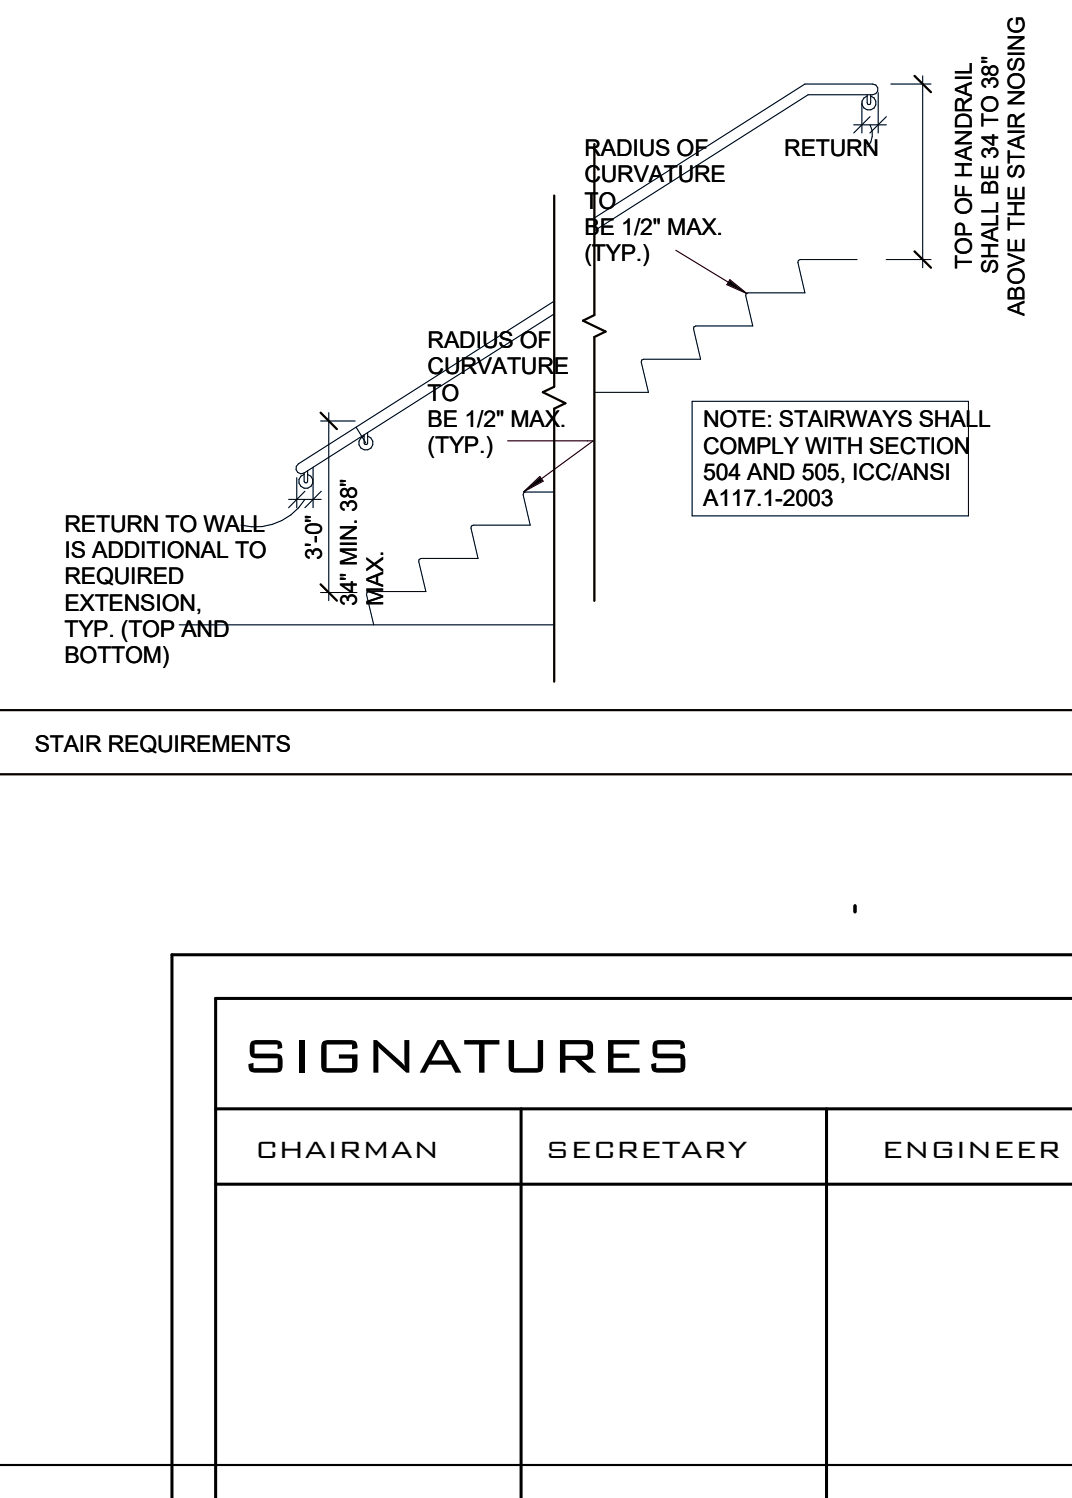 TOP OF HANDRAIL
SHALL BE 34 TO 38"
ABOVE THE STAIR NOSING
RADIUS OF
CURVATURE
TO
BE 1/2" MAX.
(TYP.)
RETURN
RADIUS OF
CURVATURE
TO
BE 1/2" MAX.
(TYP.)
NOTE: STAIRWAYS SHALL
COMPLY WITH SECTION
504 AND 505, ICC/ANSI
A117.1-2003
RETURN TO WALL
IS ADDITIONAL TO
REQUIRED
EXTENSION,
TYP. (TOP AND
BOTTOM)
3'-0"
34" MIN. 38"
MAX.
STAIR REQUIREMENTS
SIGNATURES
CHAIRMAN
SECRETARY
ENGINEER